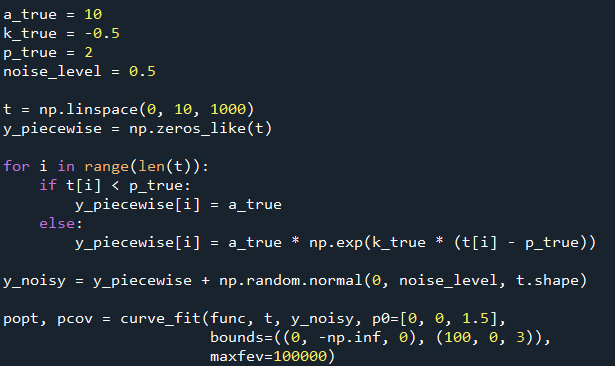 a_true = 10
k_true = -0.5
p_true = 2
noise_level = 0.5
t = np.linspace(0, 10, 1000)
y_piecewise = np.zeros_like(t)
for i in range(len(t)):
    if t[i] < p_true:
        y_piecewise[i] = a_true
    else:
        y_piecewise[i] = a_true * np.exp(k_true * (t[i] - p_true))
y_noisy = y_piecewise + np.random.normal(0, noise_level, t.shape)
popt, pcov = curve_fit(func, t, y_noisy, p0=[0, 0, 1.5],
                       bounds=((0, -np.inf, 0), (100, 0, 3)),
                       maxfev=100000)